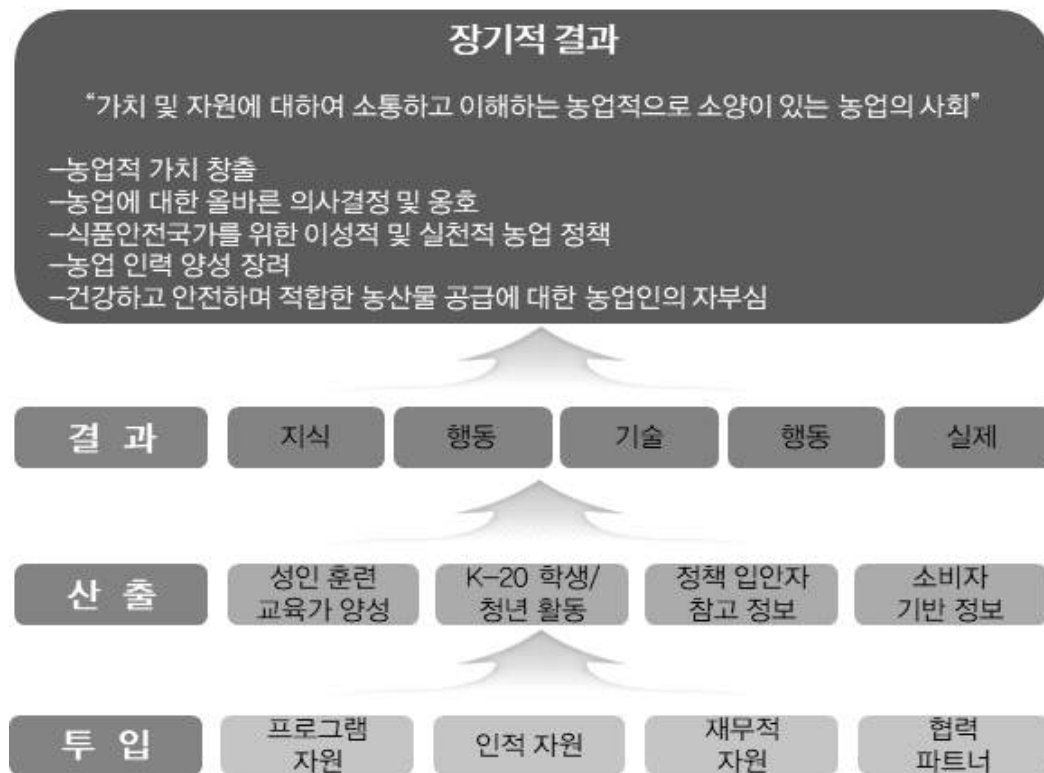 장기적 결과
“가치 및 자원에 대하여 소통하고 이해하는 농업적으로 소양이 있는 농업의 사회”
–농업적 가치 창출
–농업에 대한 올바른 의사결정 및 옹호
–식품안전국가를 위한 이성적 및 실천적 농업 정책
–농업 인력 양성 장려
–건강하고 안전하며 적합한 농산물 공급에 대한 농업인의 자부심
결 과
지식
행동
기술
행동
실제
산 출
성인 훈련
교육가 양성
K–20 학생/
청년 활동
정책 입안자
참고 정보
소비자
기반 정보
투 입
프로그램
자원
인적 자원
재무적
자원
협력
파트너